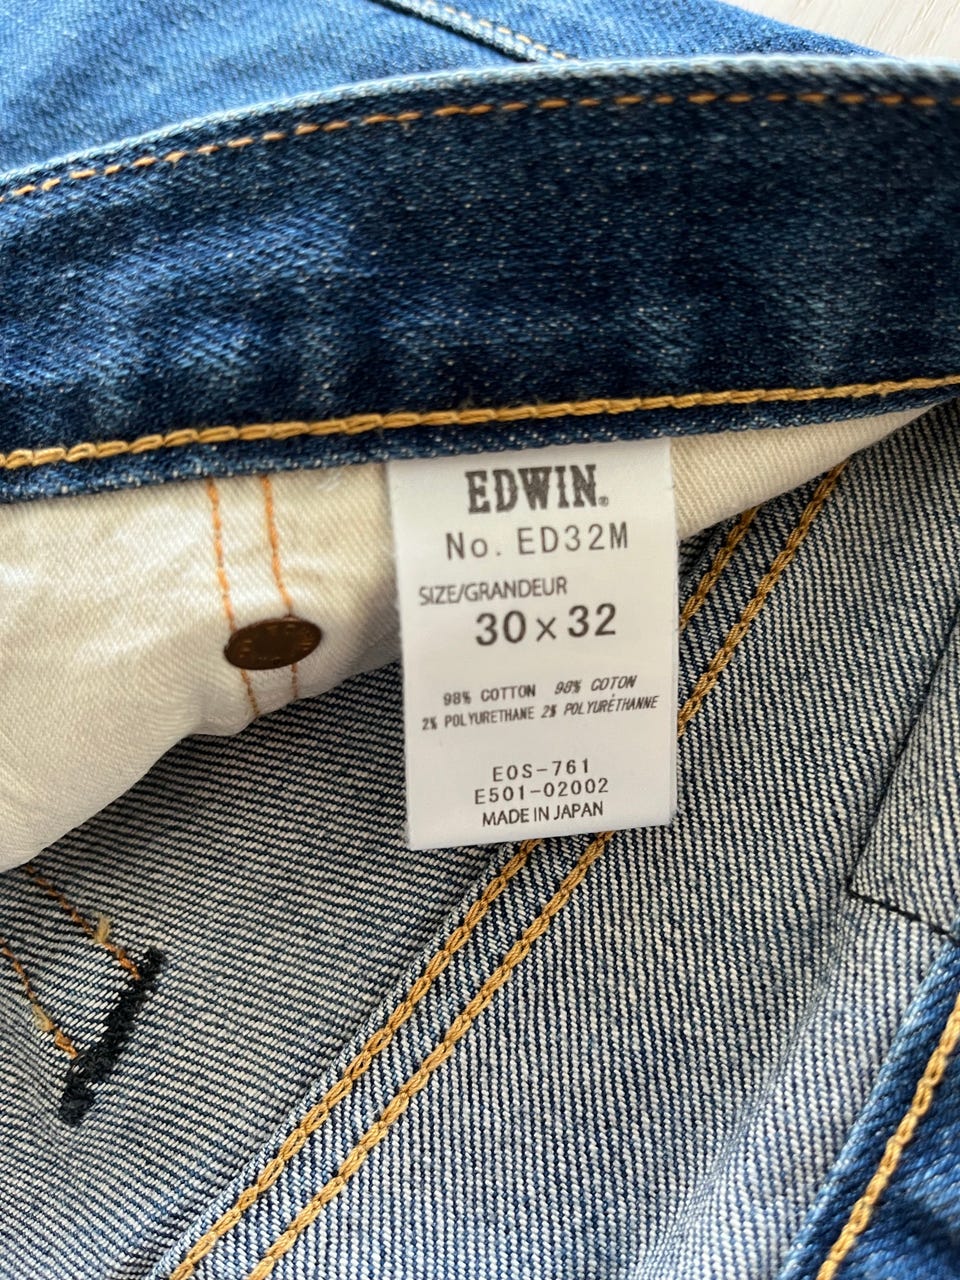 EDWIN®
No. ED32M
SIZE/GRANDEUR
30×32
98% COTTON 98% COTON
2% POLYURETHANE 2% POLYURÉTHANNE
EOS-761
E501-02002
MADE IN JAPAN